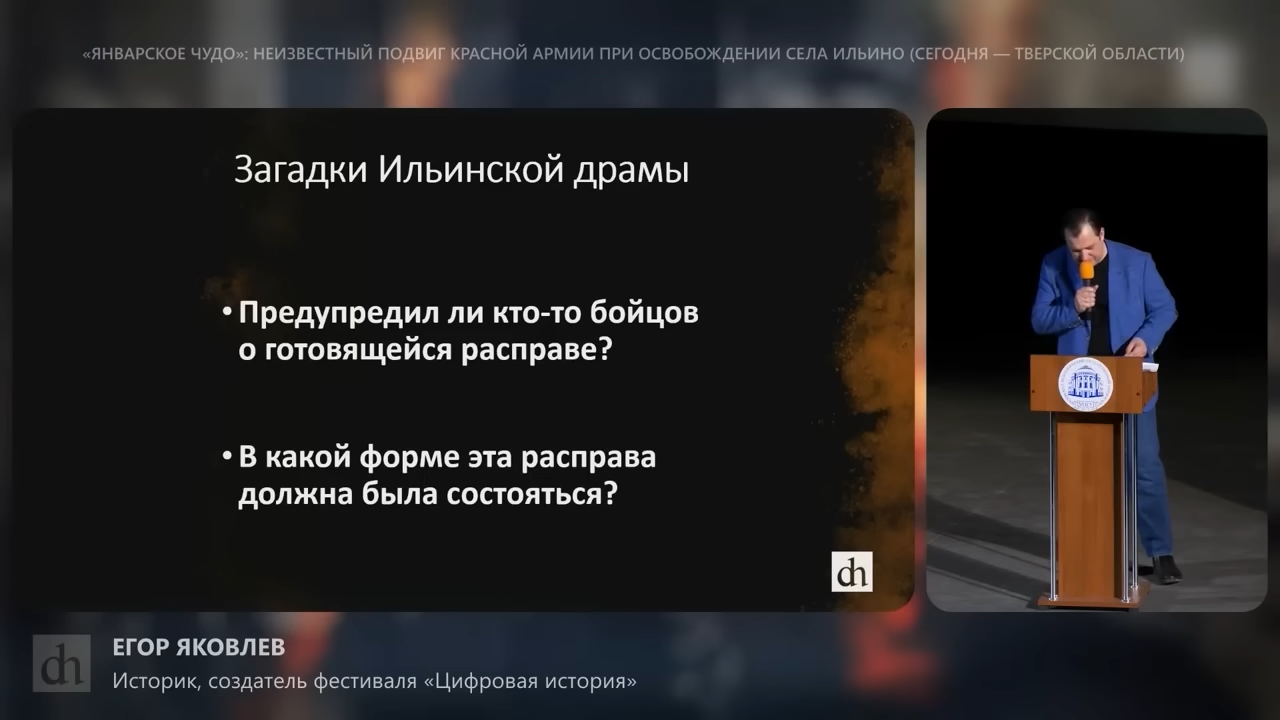 «ЯНВАРСКОЕ ЧУДО»: НЕИЗВЕСТНЫЙ ПОДВИГ КРАСНОЙ АРМИИ ПРИ ОСВОБОЖДЕНИИ СЕЛА ИЛЬИНО (СЕГОДНЯ — ТВЕРСКОЙ ОБЛАСТИ)
Загадки Ильинской драмы
• Предупредил ли кто-то бойцов
о готовящейся расправе?
• В какой форме эта расправа
должна была состояться?
dh
dh
ЕГОР ЯКОВЛЕВ
Историк, создатель фестиваля «Цифровая история»